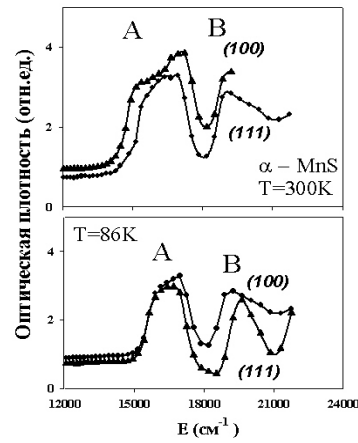 Оптическая плотность (отн.ед.)
A
B
(100)
(111)
α – MnS
T=300K
4
2
0
T=86K
A
B
(100)
(111)
4
2
0
12000
15000
18000
21000
24000
E (см⁻¹)